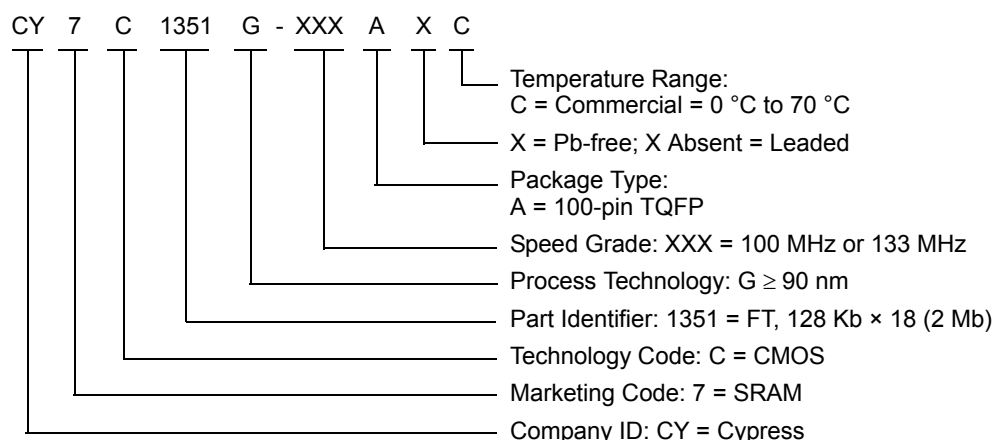 CY 7 C 1351 G - XXX A X C
Temperature Range:
C = Commercial = 0 °C to 70 °C
X = Pb-free; X Absent = Leaded
Package Type:
A = 100-pin TQFP
Speed Grade: XXX = 100 MHz or 133 MHz
Process Technology: G ≥ 90 nm
Part Identifier: 1351 = FT, 128 Kb × 18 (2 Mb)
Technology Code: C = CMOS
Marketing Code: 7 = SRAM
Company ID: CY = Cypress